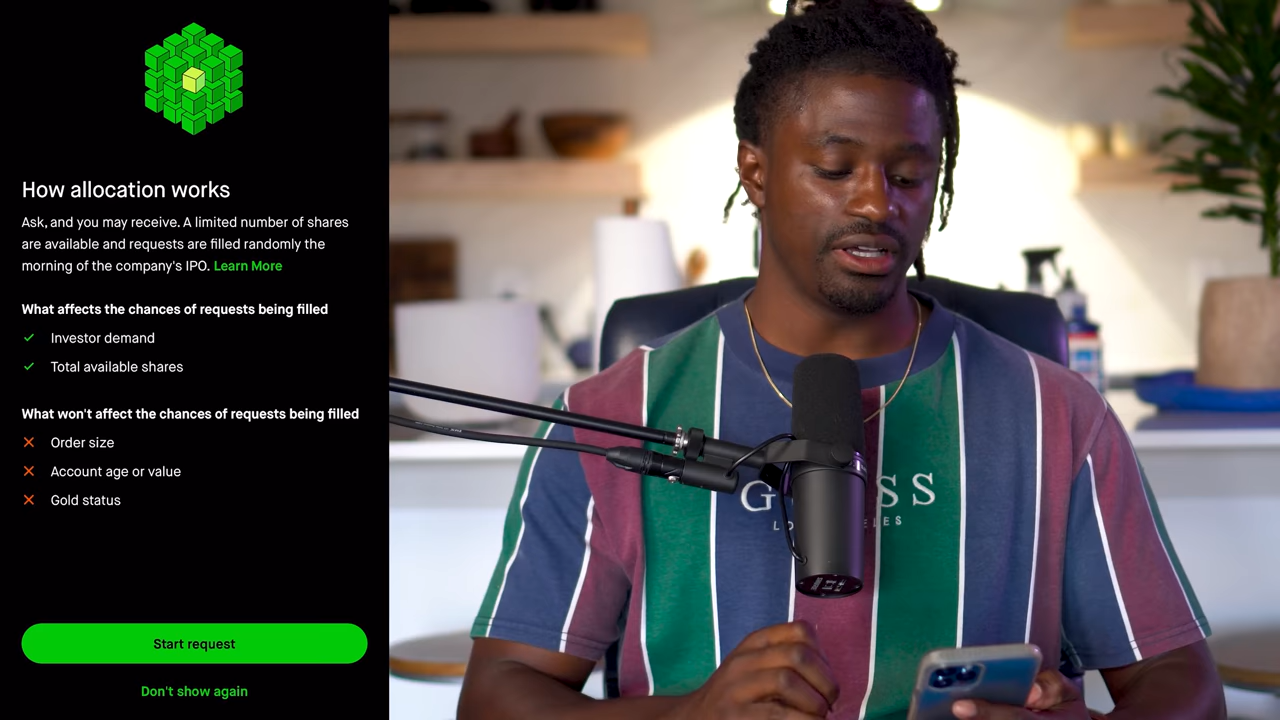 How allocation works
Ask, and you may receive. A limited number of shares
are available and requests are filled randomly the
morning of the company's IPO. Learn More
What affects the chances of requests being filled
Investor demand
Total available shares
What won't affect the chances of requests being filled
Order size
Account age or value
Gold status
Start request
Don't show again
G SS
LO ELES